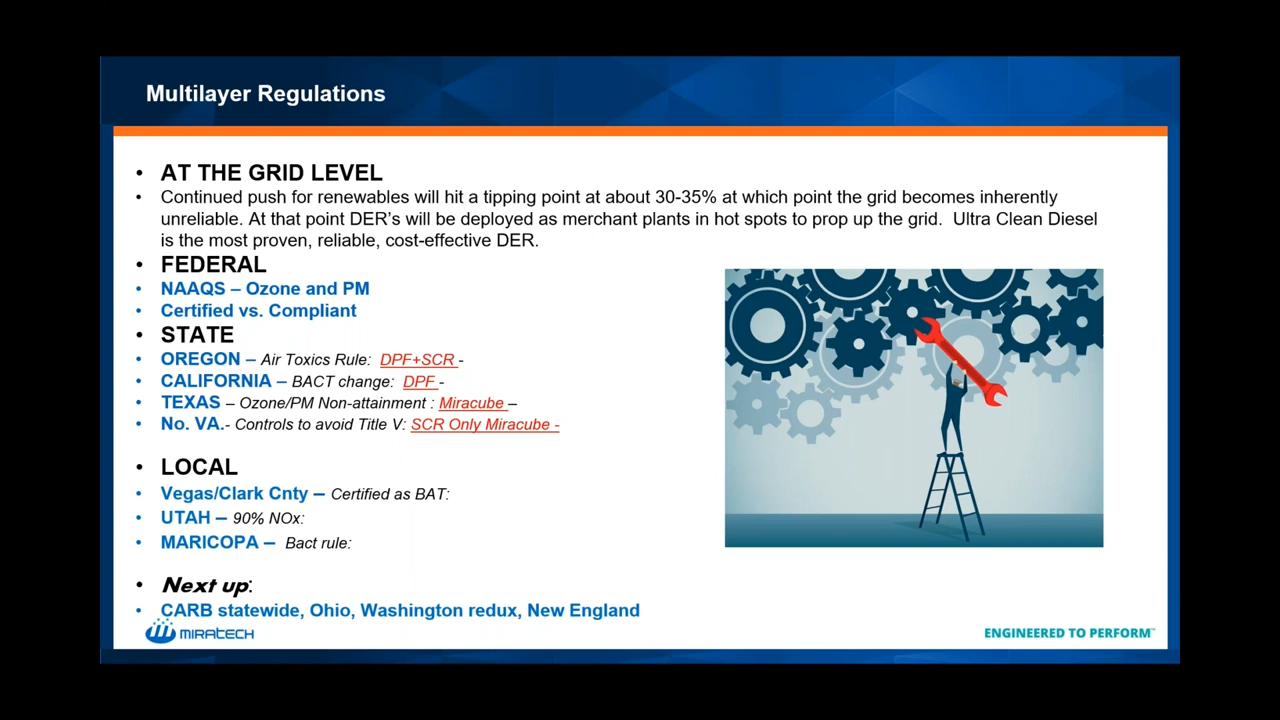 Multilayer Regulations
• AT THE GRID LEVEL
• Continued push for renewables will hit a tipping point at about 30-35% at which point the grid becomes inherently
unreliable. At that point DER's will be deployed as merchant plants in hot spots to prop up the grid. Ultra Clean Diesel
is the most proven, reliable, cost-effective DER.
• FEDERAL
• NAAQS – Ozone and PM
• Certified vs. Compliant
• STATE
• OREGON – Air Toxics Rule: DPF+SCR -
• CALIFORNIA – BACT change: DPF -
• TEXAS – Ozone/PM Non-attainment : Miracube –
• No. VA.- Controls to avoid Title V: SCR Only Miracube -
• LOCAL
• Vegas/Clark Cnty – Certified as BAT:
• UTAH – 90% NOx:
• MARICOPA – Bact rule:
• Next up:
• CARB statewide, Ohio, Washington redux, New England
MIRATECH
ENGINEERED TO PERFORM™